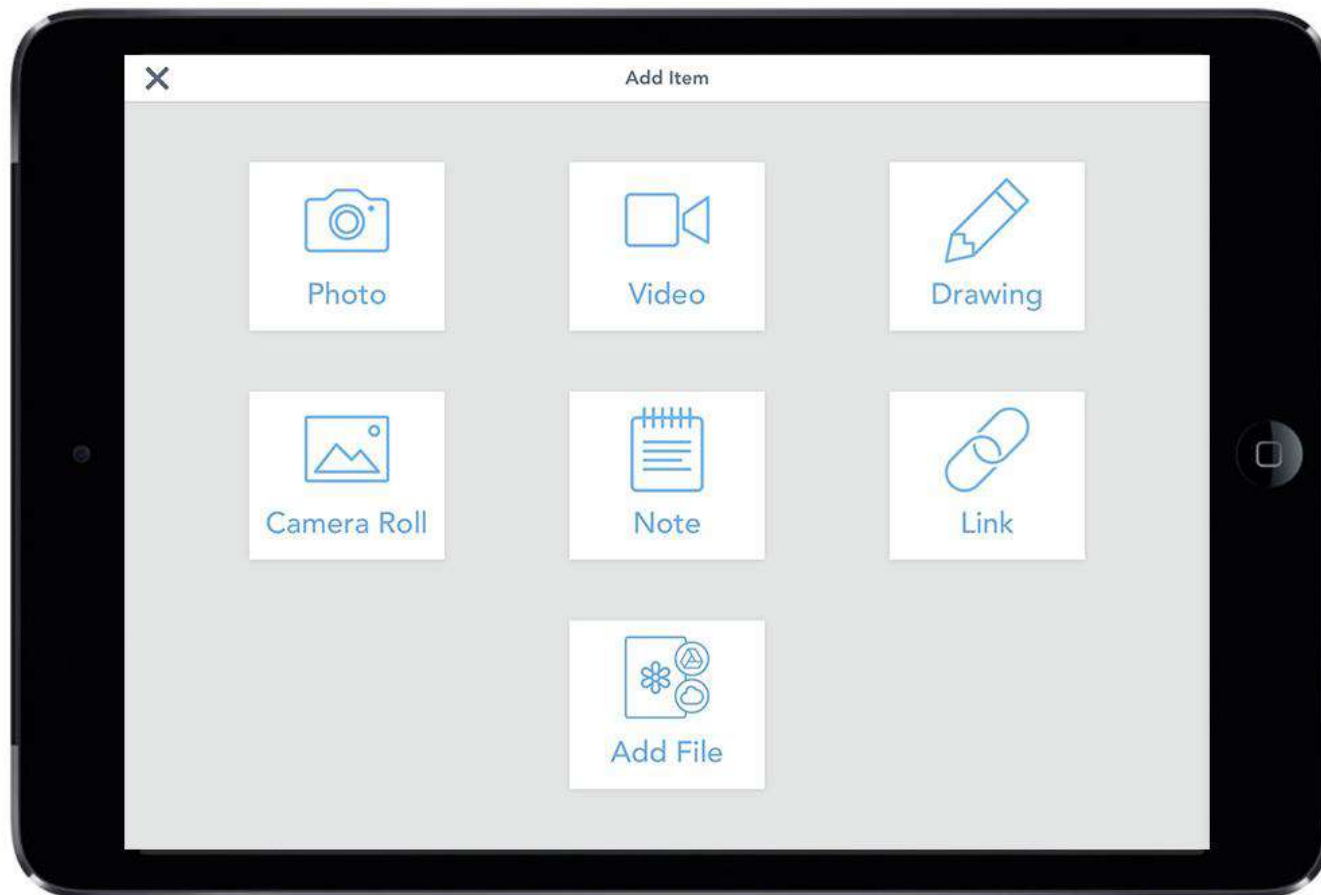 Add Item
Photo
Video
Drawing
Camera Roll
Note
Link
Add File